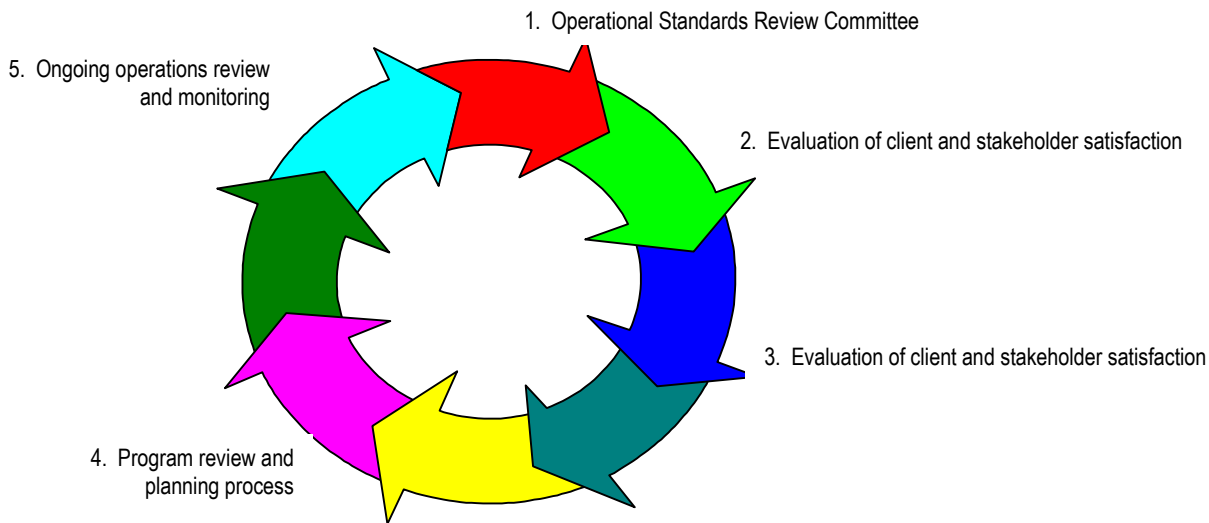 1. Operational Standards Review Committee
5. Ongoing operations review
and monitoring
2. Evaluation of client and stakeholder satisfaction
3. Evaluation of client and stakeholder satisfaction
4. Program review and
planning process